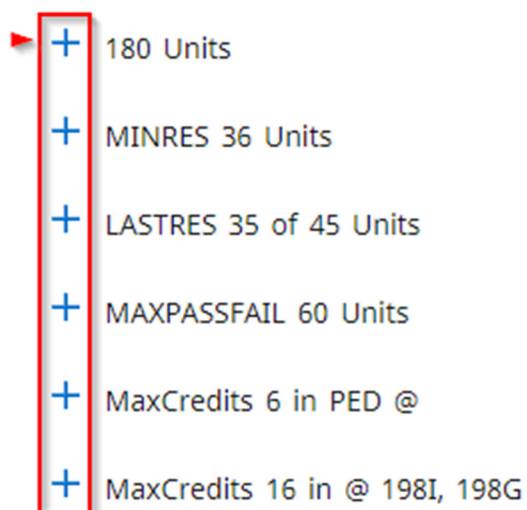 180 Units
MINRES 36 Units
LASTRES 35 of 45 Units
MAXPASSFAIL 60 Units
MaxCredits 6 in PED @
MaxCredits 16 in @ 198I, 198G